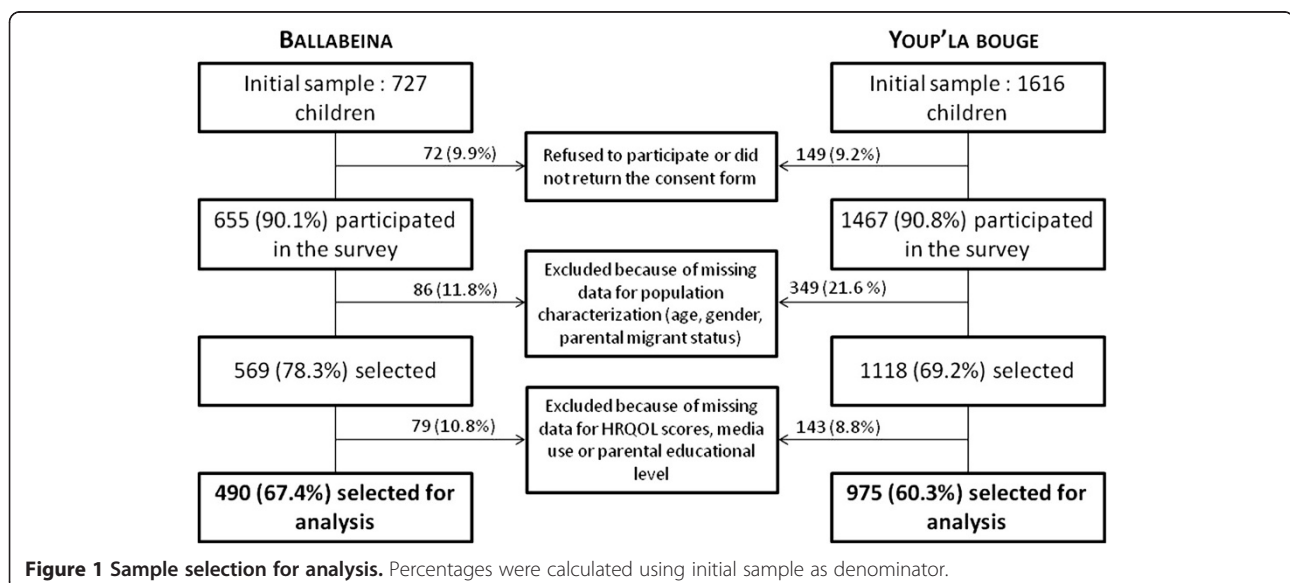 BALLABEINA
YOUP'LA BOUGE
Initial sample : 727
children
Initial sample : 1616
children
72 (9.9%)
Refused to participate or did
not return the consent form
149 (9.2%)
655 (90.1%) participated
in the survey
1467 (90.8%) participated
in the survey
86 (11.8%)
Excluded because of missing
data for population
characterization (age, gender,
parental migrant status)
349 (21.6 %)
569 (78.3%) selected
1118 (69.2%) selected
79 (10.8%)
Excluded because of missing
data for HRQOL scores, media
use or parental educational
level
143 (8.8%)
490 (67.4%) selected for
analysis
975 (60.3%) selected for
analysis
Figure 1 Sample selection for analysis. Percentages were calculated using initial sample as denominator.